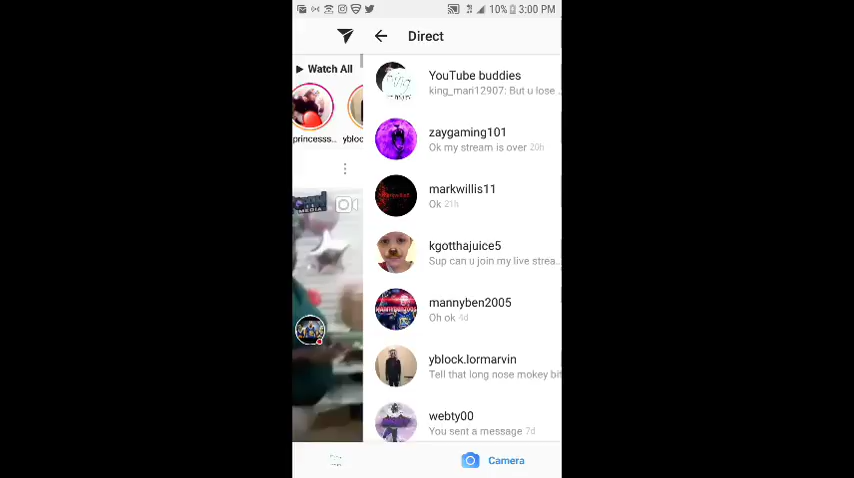 10% 3:00 PM
Direct
Watch All
princesss...
YouTube buddies
king_mari12907: But u lose ..
zaygaming101
Ok my stream is over 20h
markwillis11
Ok 21h
kgotthajuice5
Sup can u join my live strea...
mannyben2005
Oh ok 4d
yblock.lormarvin
Tell that long nose mokey bit
webty00
You sent a message 7d
MEDIA
Camera